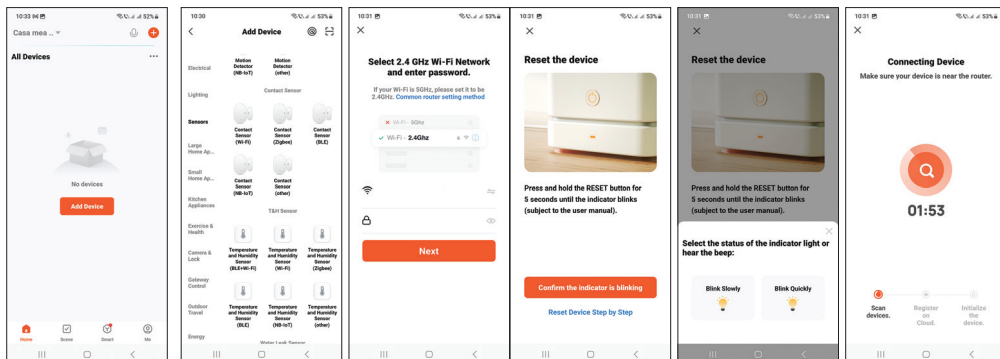 10:33
52%
Casa mea ..
All Devices
No devices
Add Device
Home
Scene
Smart
Me
10:30
53%
Add Device
Electrical
Lighting
Sensors
Large
Home Ap...
Small
Home Ap...
Kitchen
Appliances
Exercise &
Health
Camera &
Lock
Gateway
Control
Outdoor
Travel
Energy
Motion
Detector
(NB-IoT)
Motion
Detector
(other)
Contact Sensor
Contact
Sensor
(Wi-Fi)
Contact
Sensor
(Zigbee)
Contact
Sensor
(BLE)
Contact
Sensor
(NB-IoT)
Contact
Sensor
(other)
T&H Sensor
Temperature
and Humidity
Sensor
(BLE+Wi-Fi)
Temperature
and Humidity
Sensor
(Wi-Fi)
Temperature
and Humidity
Sensor
(Zigbee)
Temperature
and Humidity
Sensor
(BLE)
Temperature
and Humidity
Sensor
(NB-IoT)
Temperature
and Humidity
Sensor
(other)
Water Leak Sensor
10:31
53%
Select 2.4 GHz Wi-Fi Network
and enter password.
If your Wi-Fi is 5GHz, please set it to be
2.4GHz. Common router setting method
Wi-Fi - 5Ghz
Wi-Fi - 2.4Ghz
Next
10:31
53%
Reset the device
Press and hold the RESET button for
5 seconds until the indicator blinks
(subject to the user manual).
Confirm the indicator is blinking
Reset Device Step by Step
10:31
53%
Reset the device
Press and hold the RESET button for
5 seconds until the indicator blinks
(subject to the user manual).
Select the status of the indicator light or
hear the beep:
Blink Slowly
Blink Quickly
10:31
53%
Connecting Device
Make sure your device is near the router.
01:53
Scan
devices.
Register
on
Cloud.
Initialize
the
device.